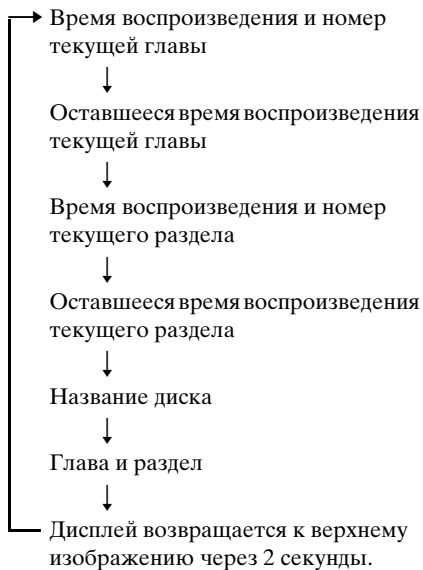 Время воспроизведения и номер
текущей главы
Оставшееся время воспроизведения
текущей главы
Время воспроизведения и номер
текущего раздела
Оставшееся время воспроизведения
текущего раздела
Название диска
Глава и раздел
Дисплей возвращается к верхнему
изображению через 2 секунды.